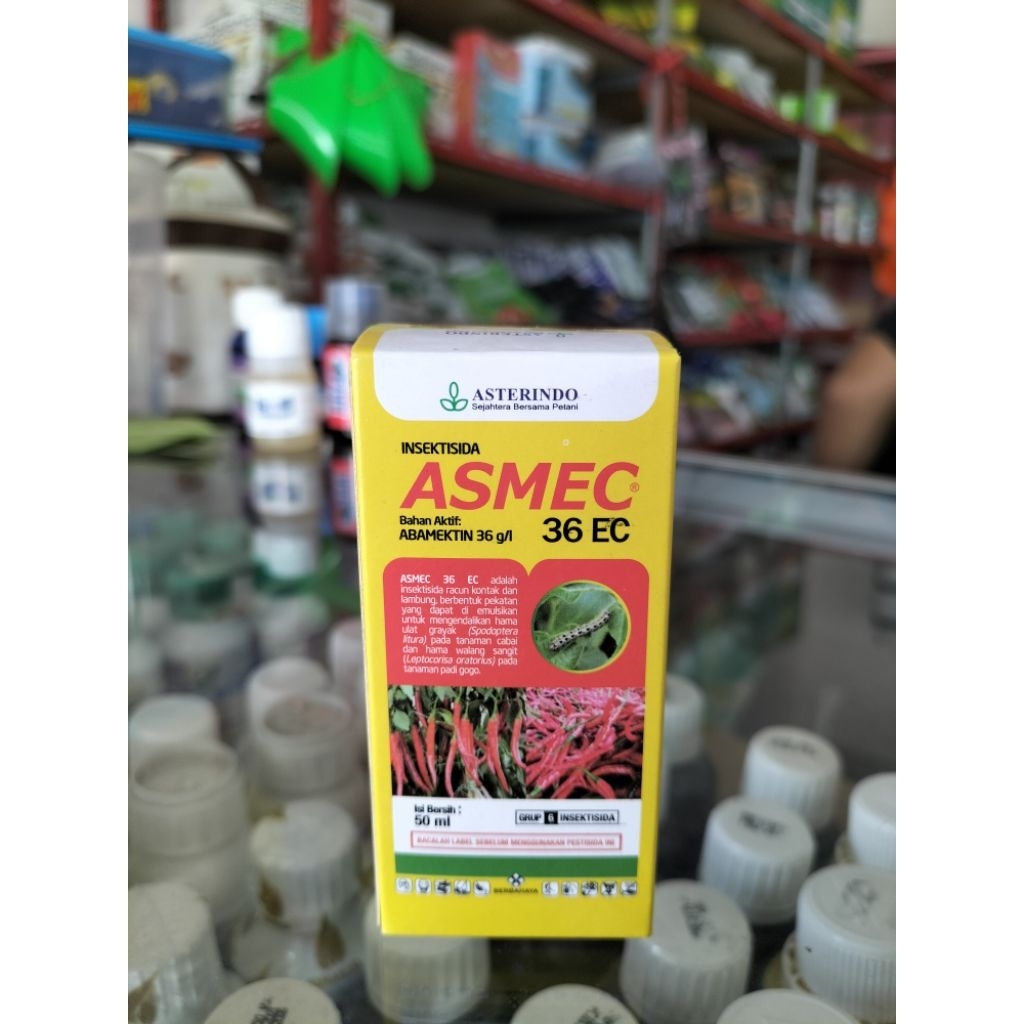 ASTERINDO
Sejahtera Bersama Petani
INSEKTISIDA
ASMEC®
Bahan Aktif:
ABAMEKTIN 36 g/l
36 EC
ASMEC 36 EC adalah
insektisida racun kontak dan
lambung, berbentuk pekatan
yang dapat di emulsikan
untuk mengendalikan hama
ulat grayak (Spodoptera
litura) pada tanaman cabai
dan hama walang sangit
(Leptocorisa oratorius) pada
tanaman padi gogo.
Isi Bersih :
50 ml
GRUP 6 INSEKTISIDA
BACALAH LABEL SEBELUM MENGGUNAKAN PESTISIDA INI
BERBAHAYA